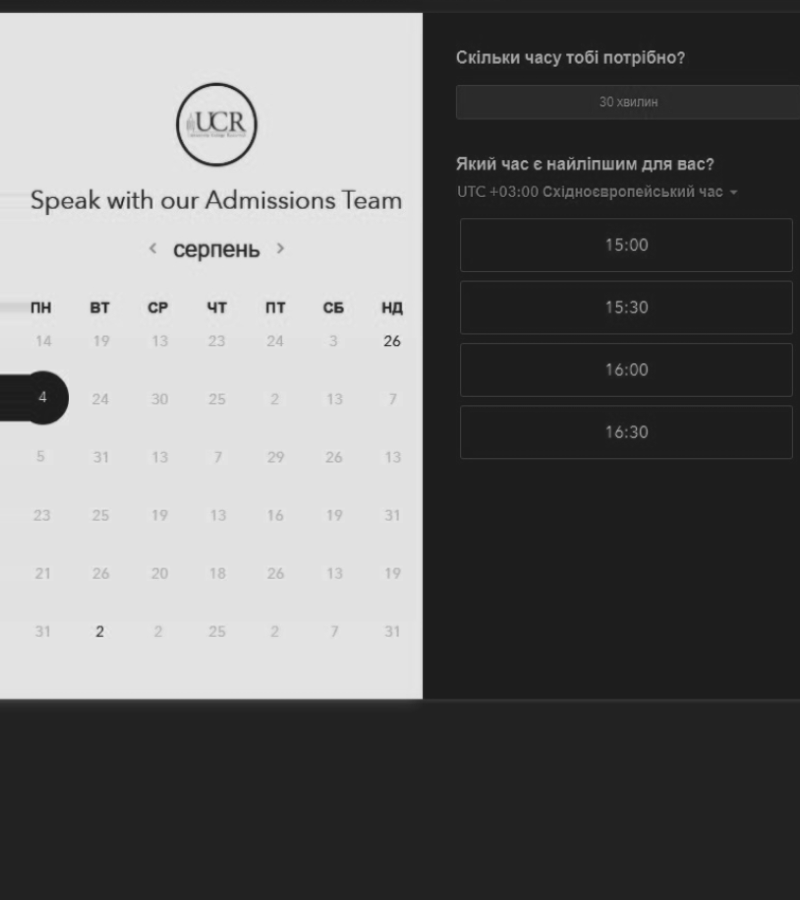 UCR
Speak with our Admissions Team
< серпень >
ПН ВТ СР ЧТ ПТ СБ НД
14 19 13 23 24 3 26
4 24 30 25 2 13 7
5 31 13 7 29 26 13
23 25 19 13 16 19 31
21 26 20 18 26 13 19
31 2 2 25 2 7 31
Скільки часу тобі потрібно?
30 хвилин
Який час є найліпшим для вас?
UTC +03:00 Східноєвропейський час
15:00
15:30
16:00
16:30